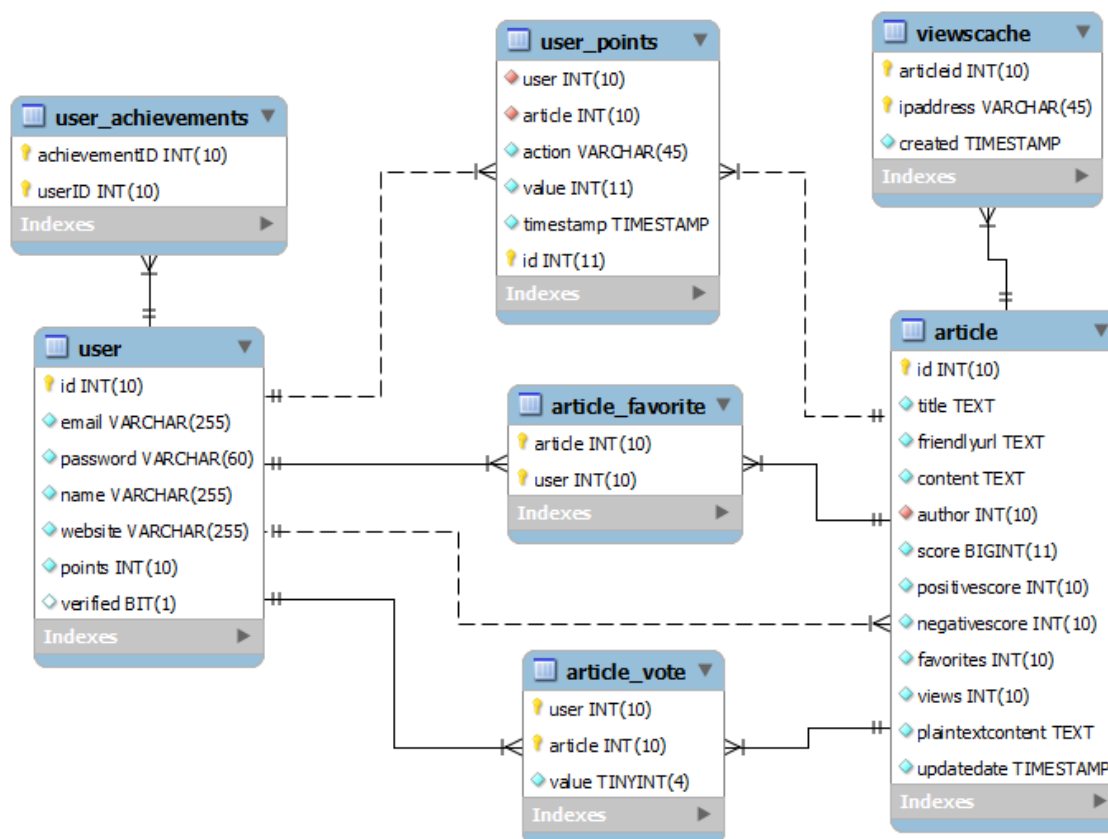 user_points
user INT(10)
article INT(10)
action VARCHAR(45)
value INT(11)
timestamp TIMESTAMP
id INT(11)
Indexes
viewscache
articleid INT(10)
ipaddress VARCHAR(45)
created TIMESTAMP
Indexes
user_achievements
achievementID INT(10)
userID INT(10)
Indexes
user
id INT(10)
email VARCHAR(255)
password VARCHAR(60)
name VARCHAR(255)
website VARCHAR(255)
points INT(10)
verified BIT(1)
Indexes
article_favorite
article INT(10)
user INT(10)
Indexes
article
id INT(10)
title TEXT
friendlyurl TEXT
content TEXT
author INT(10)
score BIGINT(11)
positivescore INT(10)
negativescore INT(10)
favorites INT(10)
views INT(10)
plaintextcontent TEXT
updatedate TIMESTAMP
Indexes
article_vote
user INT(10)
article INT(10)
value TINYINT(4)
Indexes